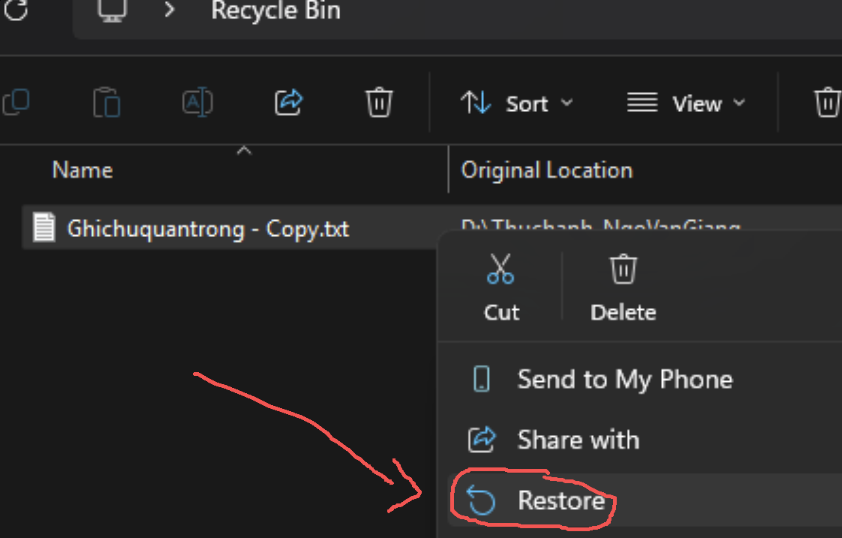 Recycle Bin
Sort View
Name Original Location
Ghichuquantrong - Copy.txt D:\Thuchanh_NgoVanGiang
Cut Delete
Send to My Phone
Share with
Restore